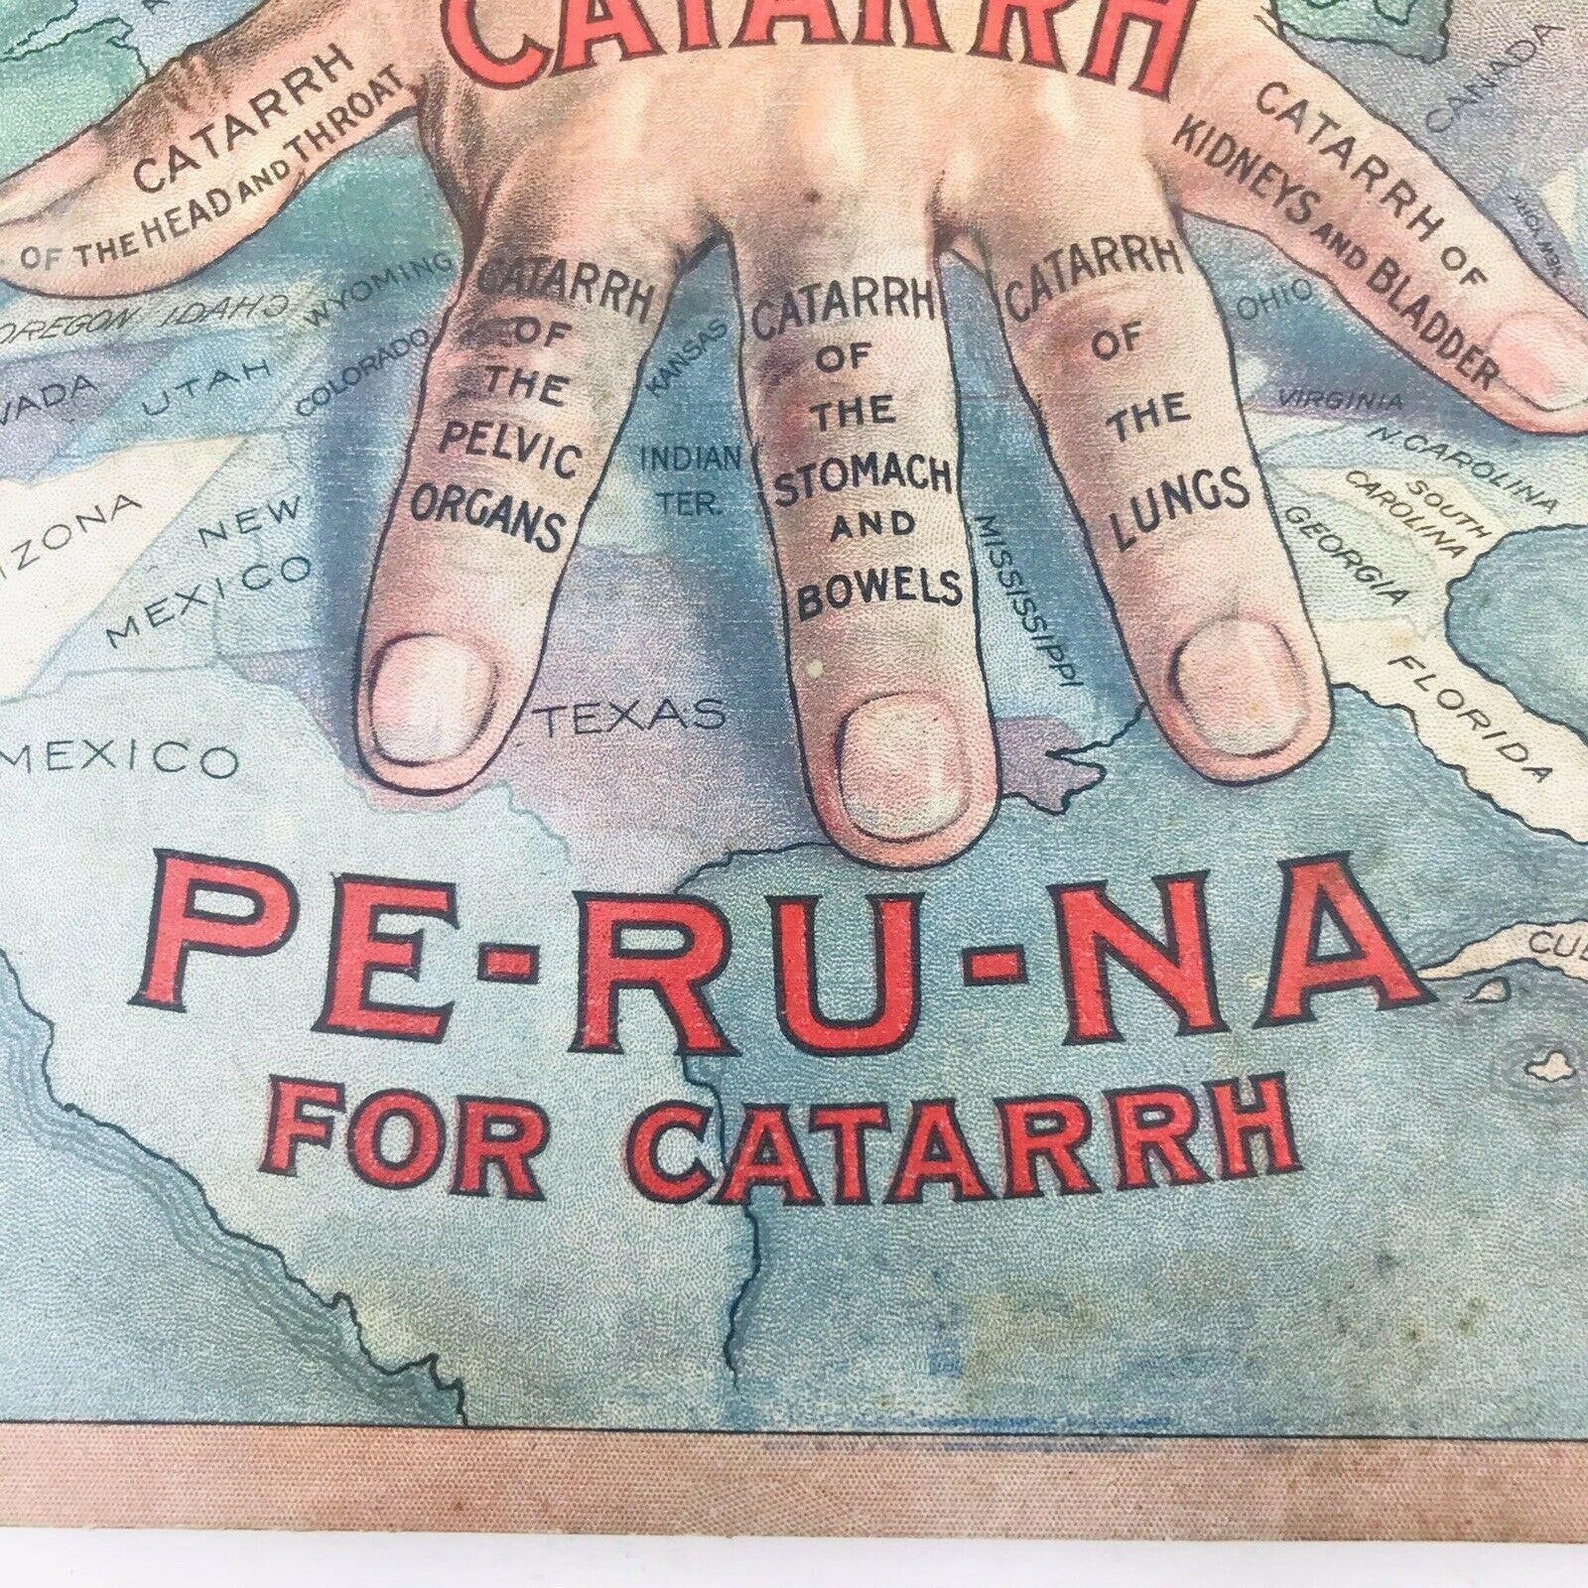 CATARRH
CATARRH
OF THE HEAD AND THROAT
CATARRH
OF
THE
PELVIC
ORGANS
CATARRH
OF
THE
STOMACH
AND
BOWELS
CATARRH
OF
THE
LUNGS
CATARRH OF
KIDNEYS AND BLADDER
CANADA
NEW YORK
OREGON
IDAHO
WYOMING
VADA
UTAH
COLORADO
KANSAS
OHIO
VIRGINIA
N CAROLINA
SOUTH
CAROLINA
GEORGIA
FLORIDA
IZONA
NEW
MEXICO
INDIAN
TER.
MISSISSIPPI
TEXAS
MEXICO
CU
PE-RU-NA
FOR CATARRH